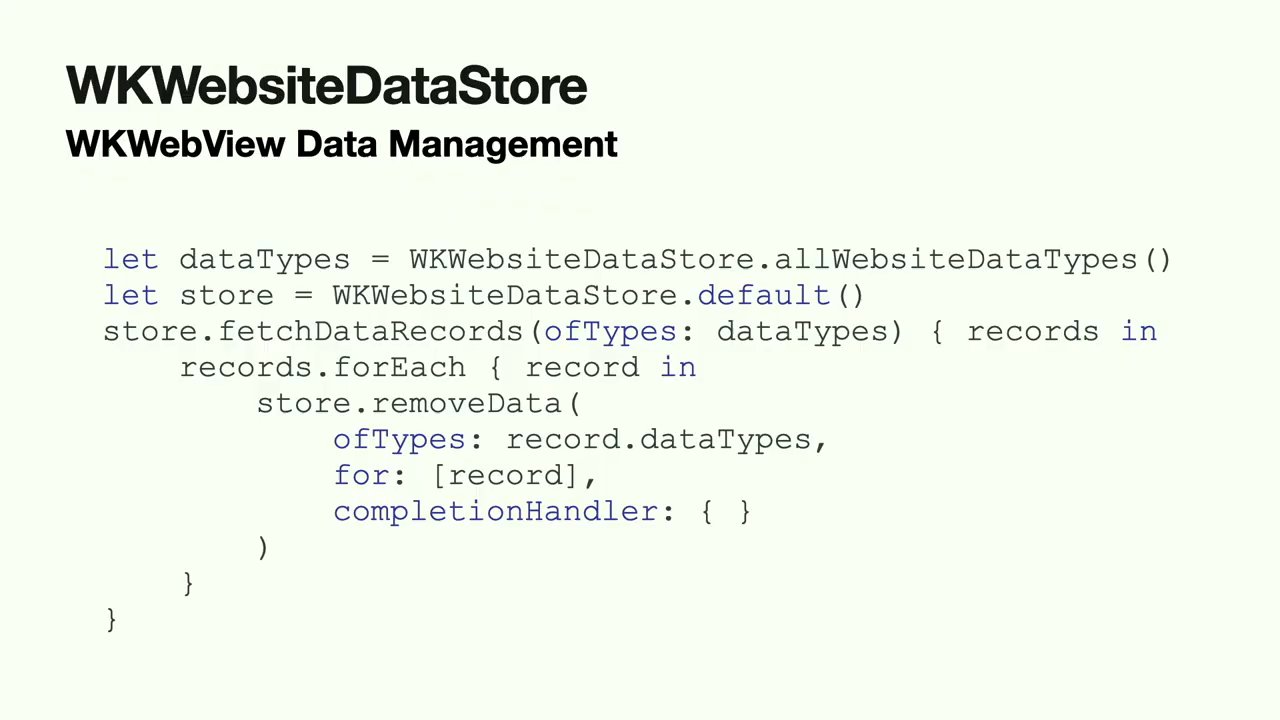 WKWebsiteDataStore
WKWebView Data Management
let dataTypes = WKWebsiteDataStore.allWebsiteDataTypes()
let store = WKWebsiteDataStore.default()
store.fetchDataRecords(ofTypes: dataTypes) { records in
    records.forEach { record in
        store.removeData(
            ofTypes: record.dataTypes,
            for: [record],
            completionHandler: { }
        )
    }
}